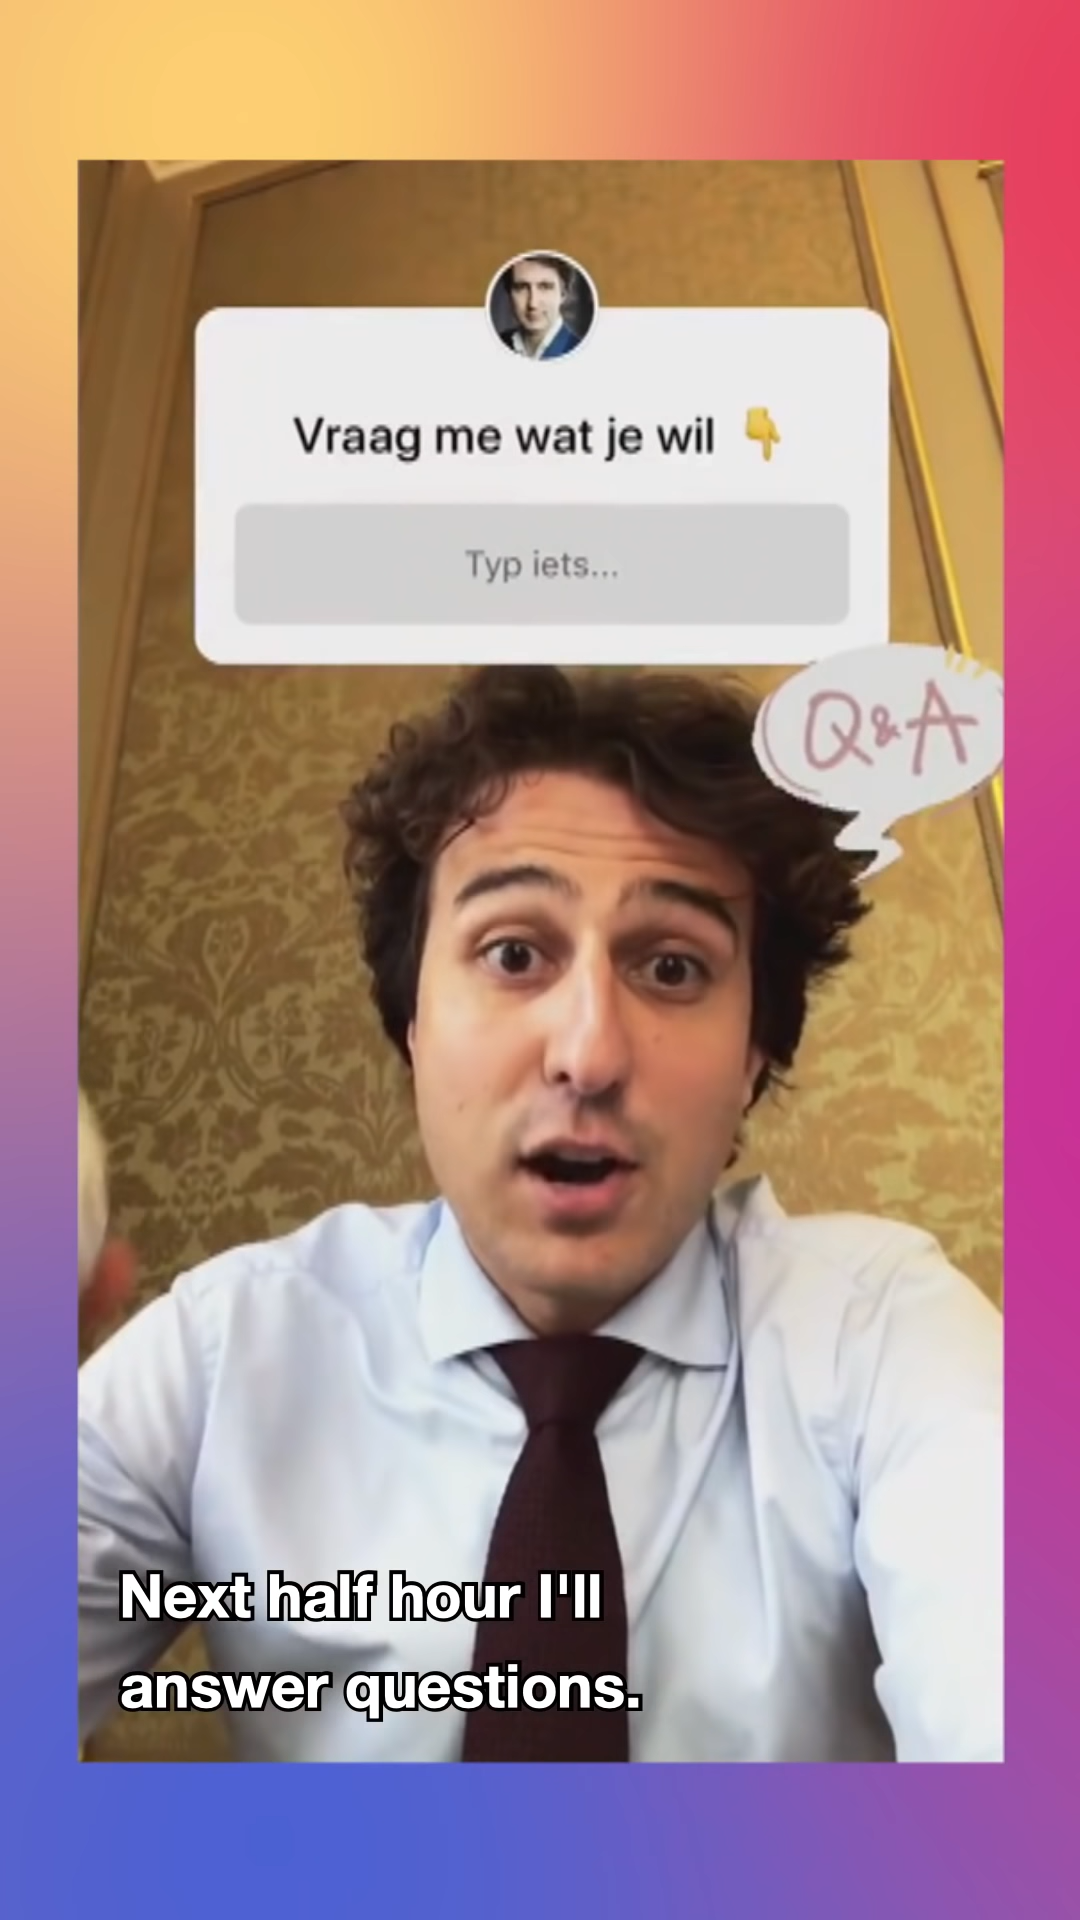 Vraag me wat je wil 👇
Typ iets...
Q&A
Next half hour I'll
answer questions.